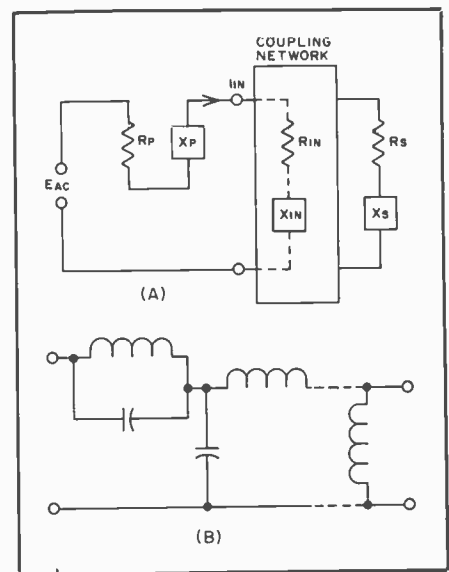 COUPLING
NETWORK
IIN
RP
XP
RIN
RS
EAC
XIN
XS
(A)
(B)